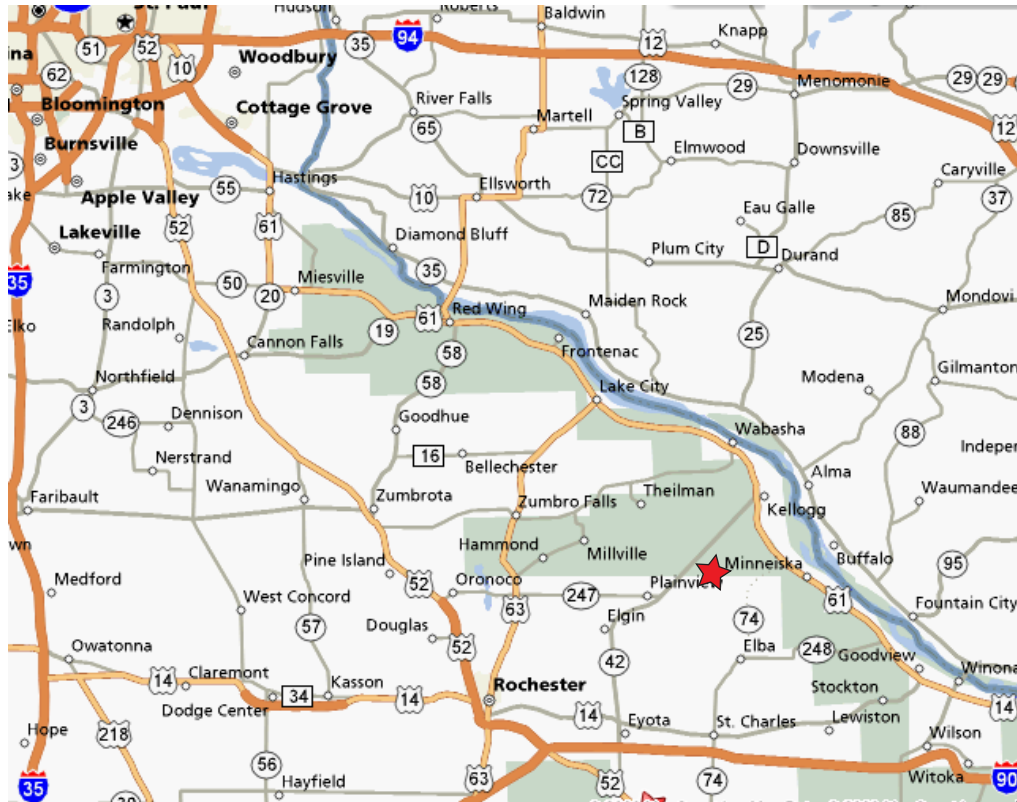 Hudson
Roberts
Baldwin
Knapp
51
52
35
94
12
62
10
Woodbury
128
29
Menomonie
29
29
Bloomington
Cottage Grove
River Falls
Spring Valley
Martell
B
12
Burnsville
65
3
CC
Elmwood
Downsville
Caryville
Apple Valley
55
Hastings
10
Ellsworth
72
37
52
61
Eau Galle
85
Lakeville
Diamond Bluff
Plum City
D
Durand
Farmington
35
35
50
Miesville
3
20
Maiden Rock
Mondovi
Randolph
19
61
Red Wing
25
Cannon Falls
58
Frontenac
Northfield
58
Lake City
Modena
Gilmanton
3
246
Dennison
Goodhue
Wabasha
88
16
Nerstrand
Bellechester
Alma
Wanamingo
Zumbrota
Zumbro Falls
Theilman
Kellogg
Waumandee
Faribault
Hammond
Millville
Buffalo
Pine Island
Minneiska
95
Medford
52
Oronoco
247
Plainview
61
West Concord
63
Elgin
74
Fountain City
57
Douglas
52
Owatonna
42
Elba
248
Goodview
14
Claremont
Kasson
Rochester
Winona
34
14
Stockton
14
Dodge Center
14
Eyota
St. Charles
Lewiston
Hope
218
Wilson
56
63
52
74
Witoka
90
35
Hayfield